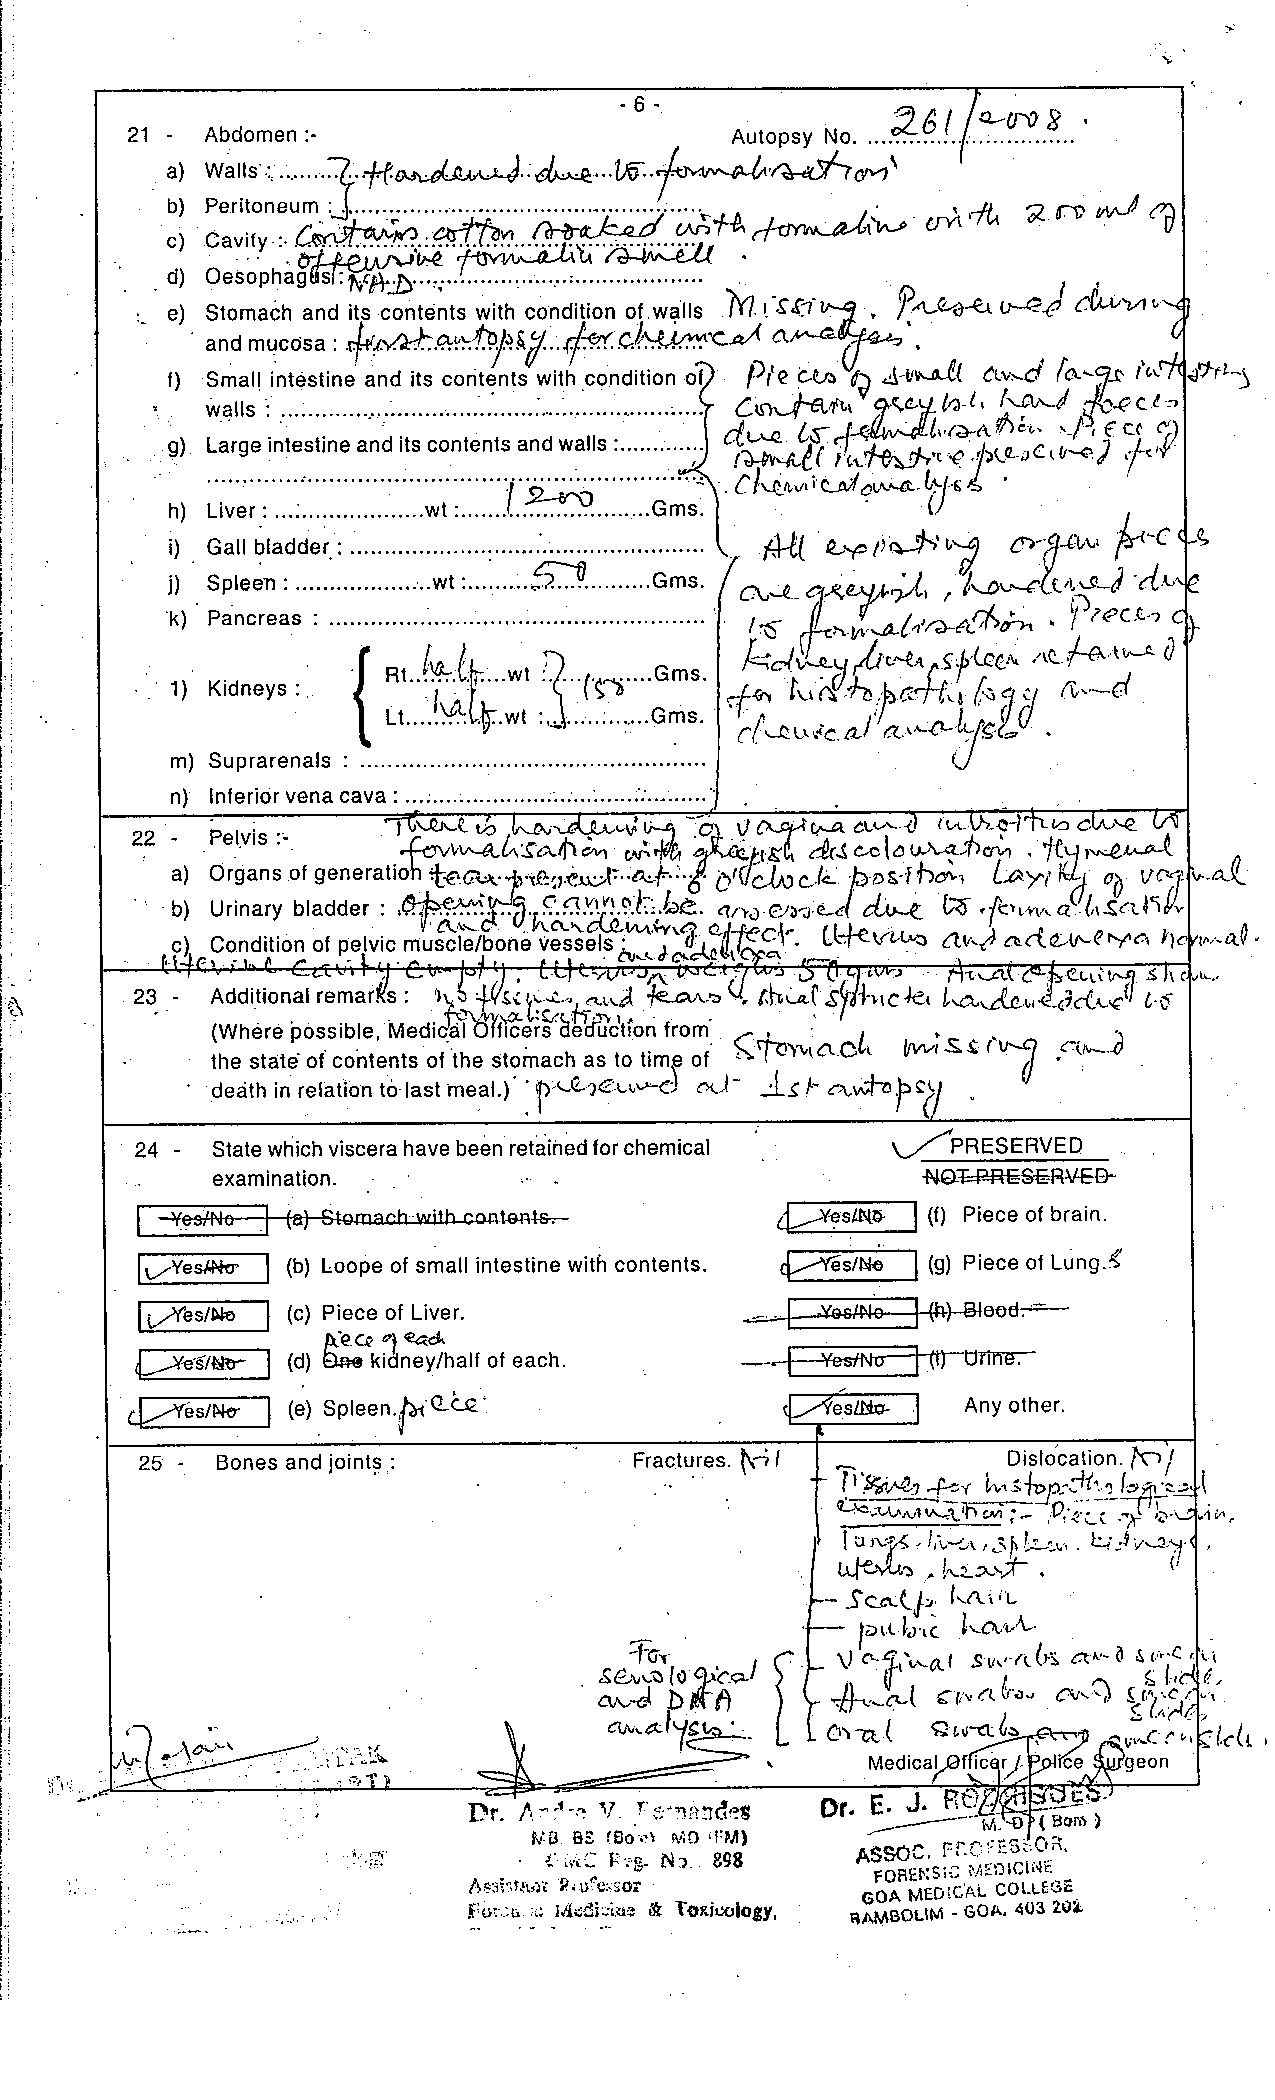 - 6 -
21 - Abdomen :- Autopsy No. 261/2008
a) Walls : Hardened due to formalisation
b) Peritoneum :
c) Cavity :- Contains cotton soaked with formaline with 200 ml of
offensive formalin smell.
d) Oesophagus : N.A.D
e) Stomach and its contents with condition of walls Missing. Preserved during
and mucosa : first autopsy for chemical analysis.
f) Small intestine and its contents with condition of Pieces of small and large intestine
walls : contain greyish hard foeces
g) Large intestine and its contents and walls : due to formalisation. Piece of
small intestine preserved for
chemical analysis.
h) Liver : wt : 1200 Gms.
i) Gall bladder : All existing organ pieces
j) Spleen : wt : 50 Gms. are greyish, hardened due
k) Pancreas : to formalisation. Pieces of
kidney, liver, spleen retained
1) Kidneys : Rt. half wt : 150 Gms. for histopathology and
Lt. half wt : Gms. chemical analysis.
m) Suprarenals :
n) Inferior vena cava :
There is hardening of vagina and introitus due to
22 - Pelvis :- formalisation with greyish discolouration. Hymenal
a) Organs of generation tear present at 6 O'clock position Laxity of vaginal
b) Urinary bladder : opening cannot be assessed due to formalisation
and hardening effect. Uterus and adenexa normal.
c) Condition of pelvic muscle/bone vessels :
Uterine cavity empty. Uterus and adenexa weighs 50 gms. Anal opening show
23 - Additional remarks : no fissures and tears. Anal sphincter hardened due to
formalisation.
(Where possible, Medical Officers deduction from
the state of contents of the stomach as to time of Stomach missing and
death in relation to last meal.) preserved at 1st autopsy
24 - State which viscera have been retained for chemical PRESERVED
examination. NOT PRESERVED
Yes/No (a) Stomach with contents. Yes/No (f) Piece of brain.
Yes/No (b) Loope of small intestine with contents. Yes/No (g) Piece of Lung.s
Yes/No (c) Piece of Liver. Yes/No (h) Blood.
piece of each
Yes/No (d) One kidney/half of each. Yes/No (i) Urine.
Yes/No (e) Spleen. piece Yes/No Any other.
25 - Bones and joints : Fractures. Nil Dislocation. Nil
Tissues for histopathological
examination :- Piece of brain,
lungs, liver, spleen, kidneys,
uterus, heart.
- scalp hair
- pubic hair
For serological and DNA analysis:
- Vaginal swabs and smear slide,
- Anal swabs and smear slide
- oral swabs and smear slide.
Medical Officer / Police Surgeon
Dr. Andre V. Fernandes
MB BS (Bom) MD (FM)
GMC Reg. No. 898
Assistant Professor
Forensic Medicine & Toxicology,
Dr. E. J. RODRIGUES
M. D. ( Bom )
ASSOC. PROFESSOR,
FORENSIC MEDICINE
GOA MEDICAL COLLEGE
BAMBOLIM - GOA. 403 202